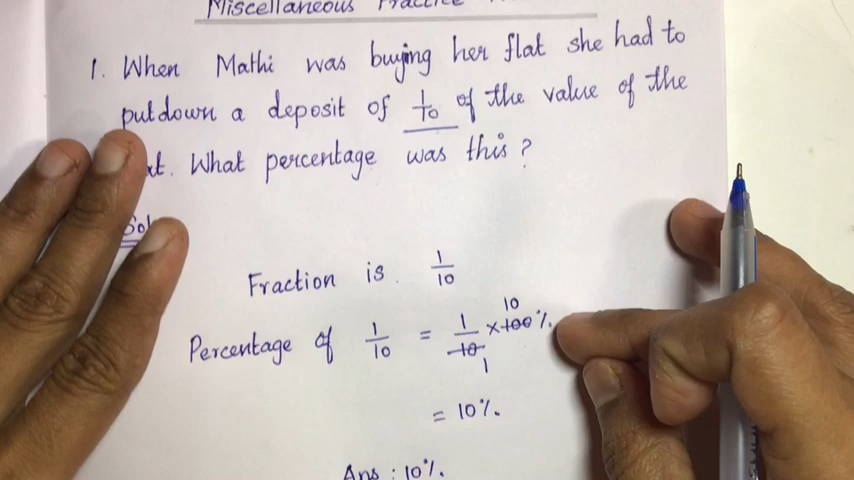 Miscellaneous Practice
1. When Mathi was buying her flat she had to
put down a deposit of 1/10 of the value of the
. What percentage was this?
Fraction is . 1/10
Percentage of 1/10 = 1/10 × 100 % 10 1
= 10%.
Ans : 10%.